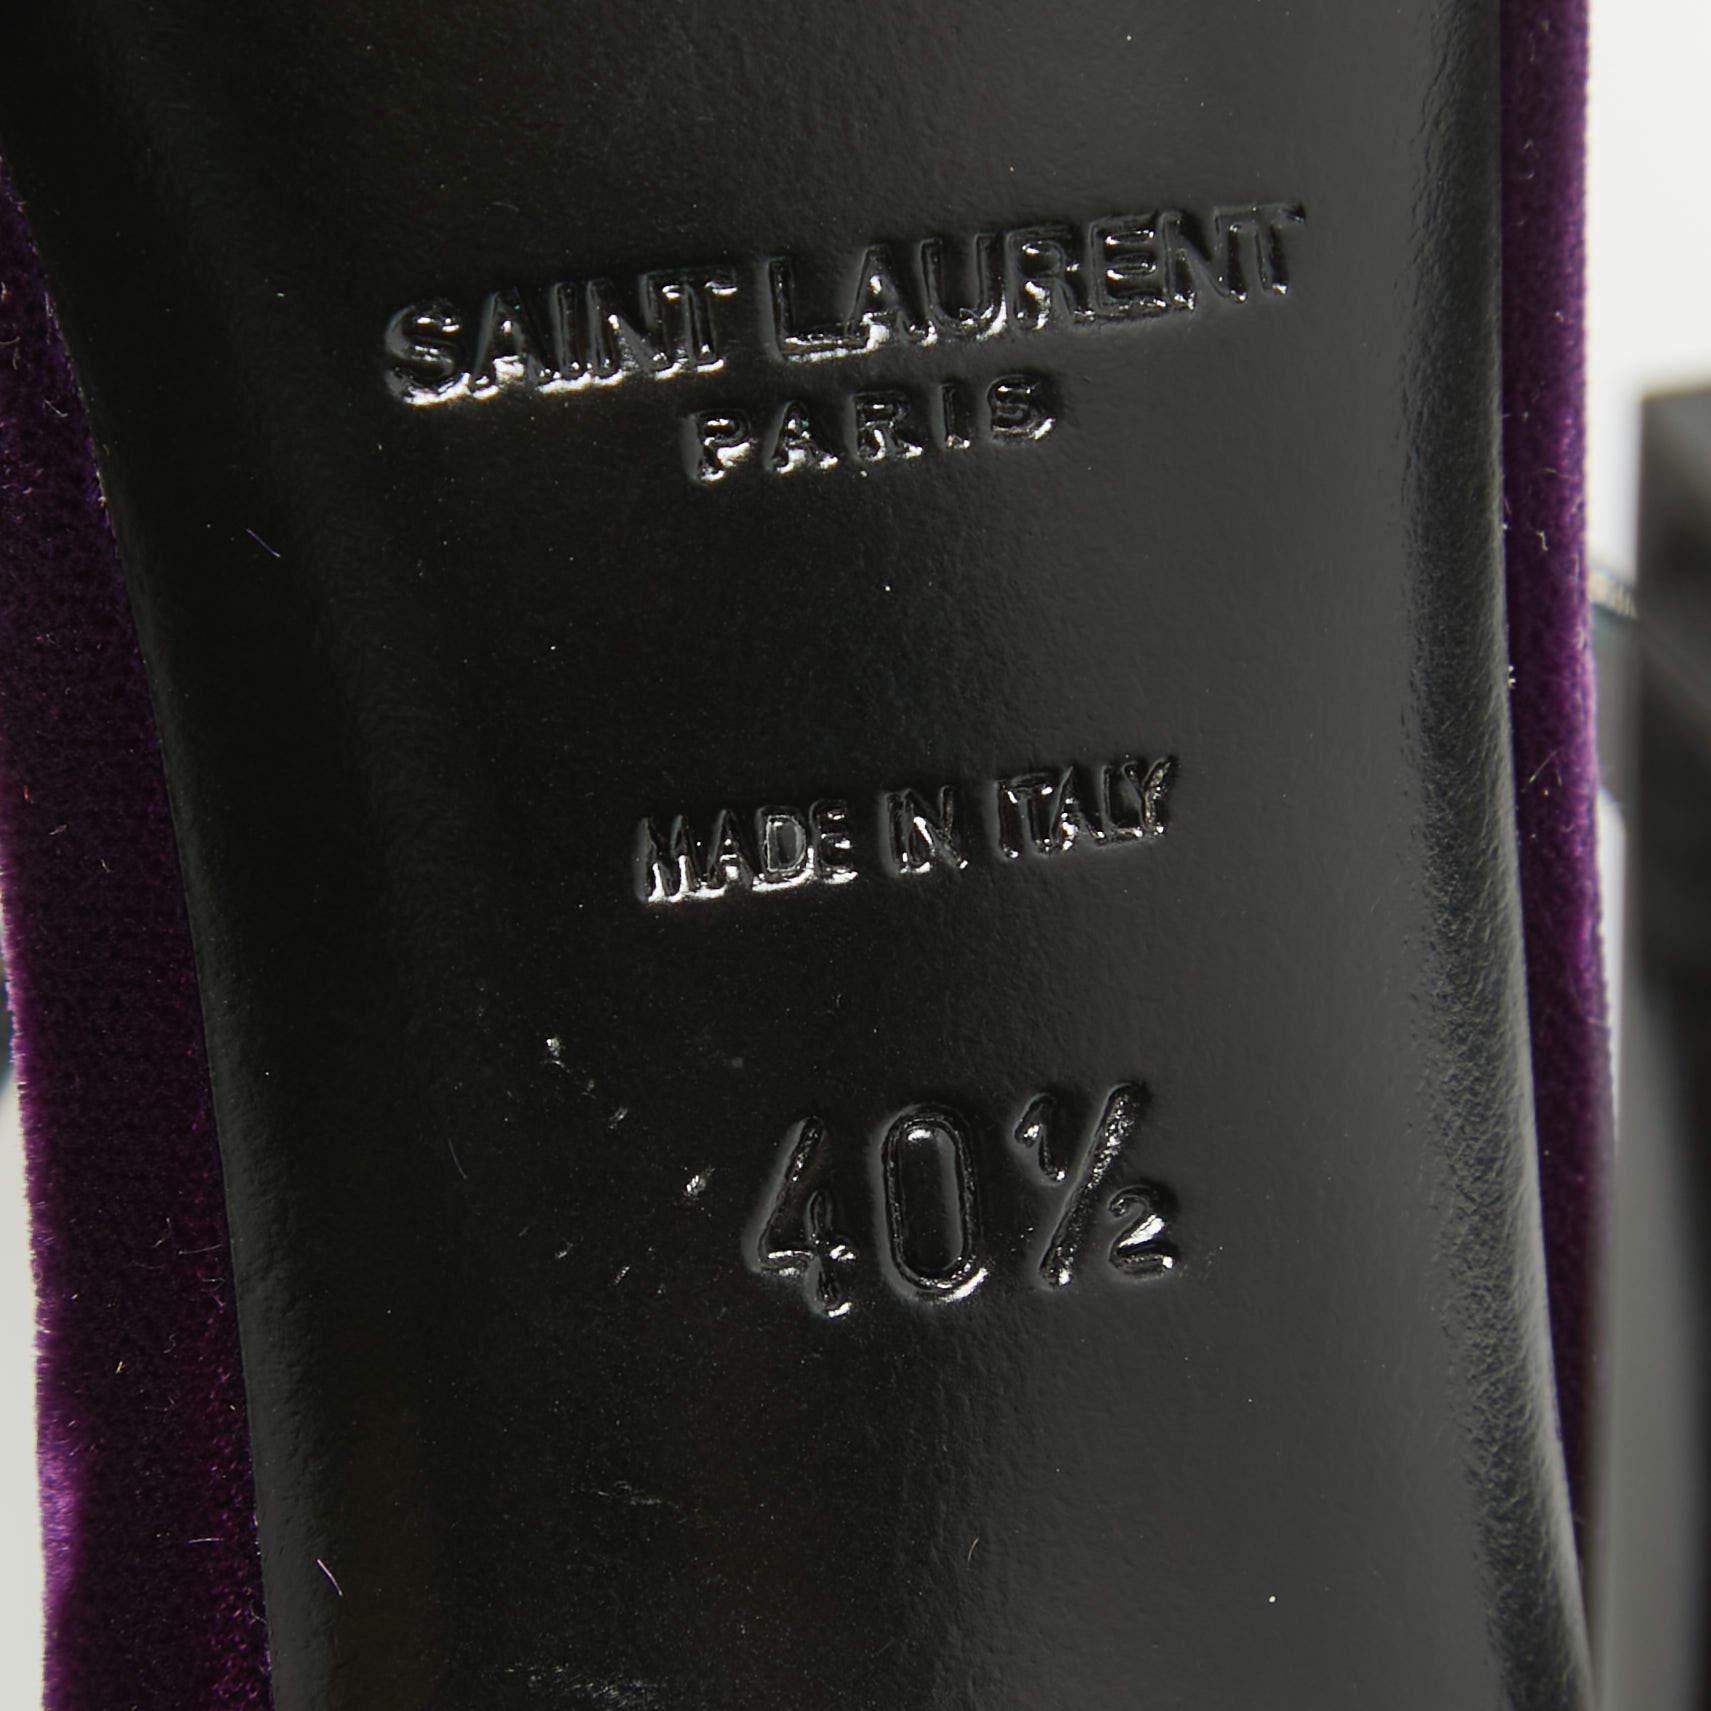 SAINT LAURENT
PARIS
MADE IN ITALY
40½